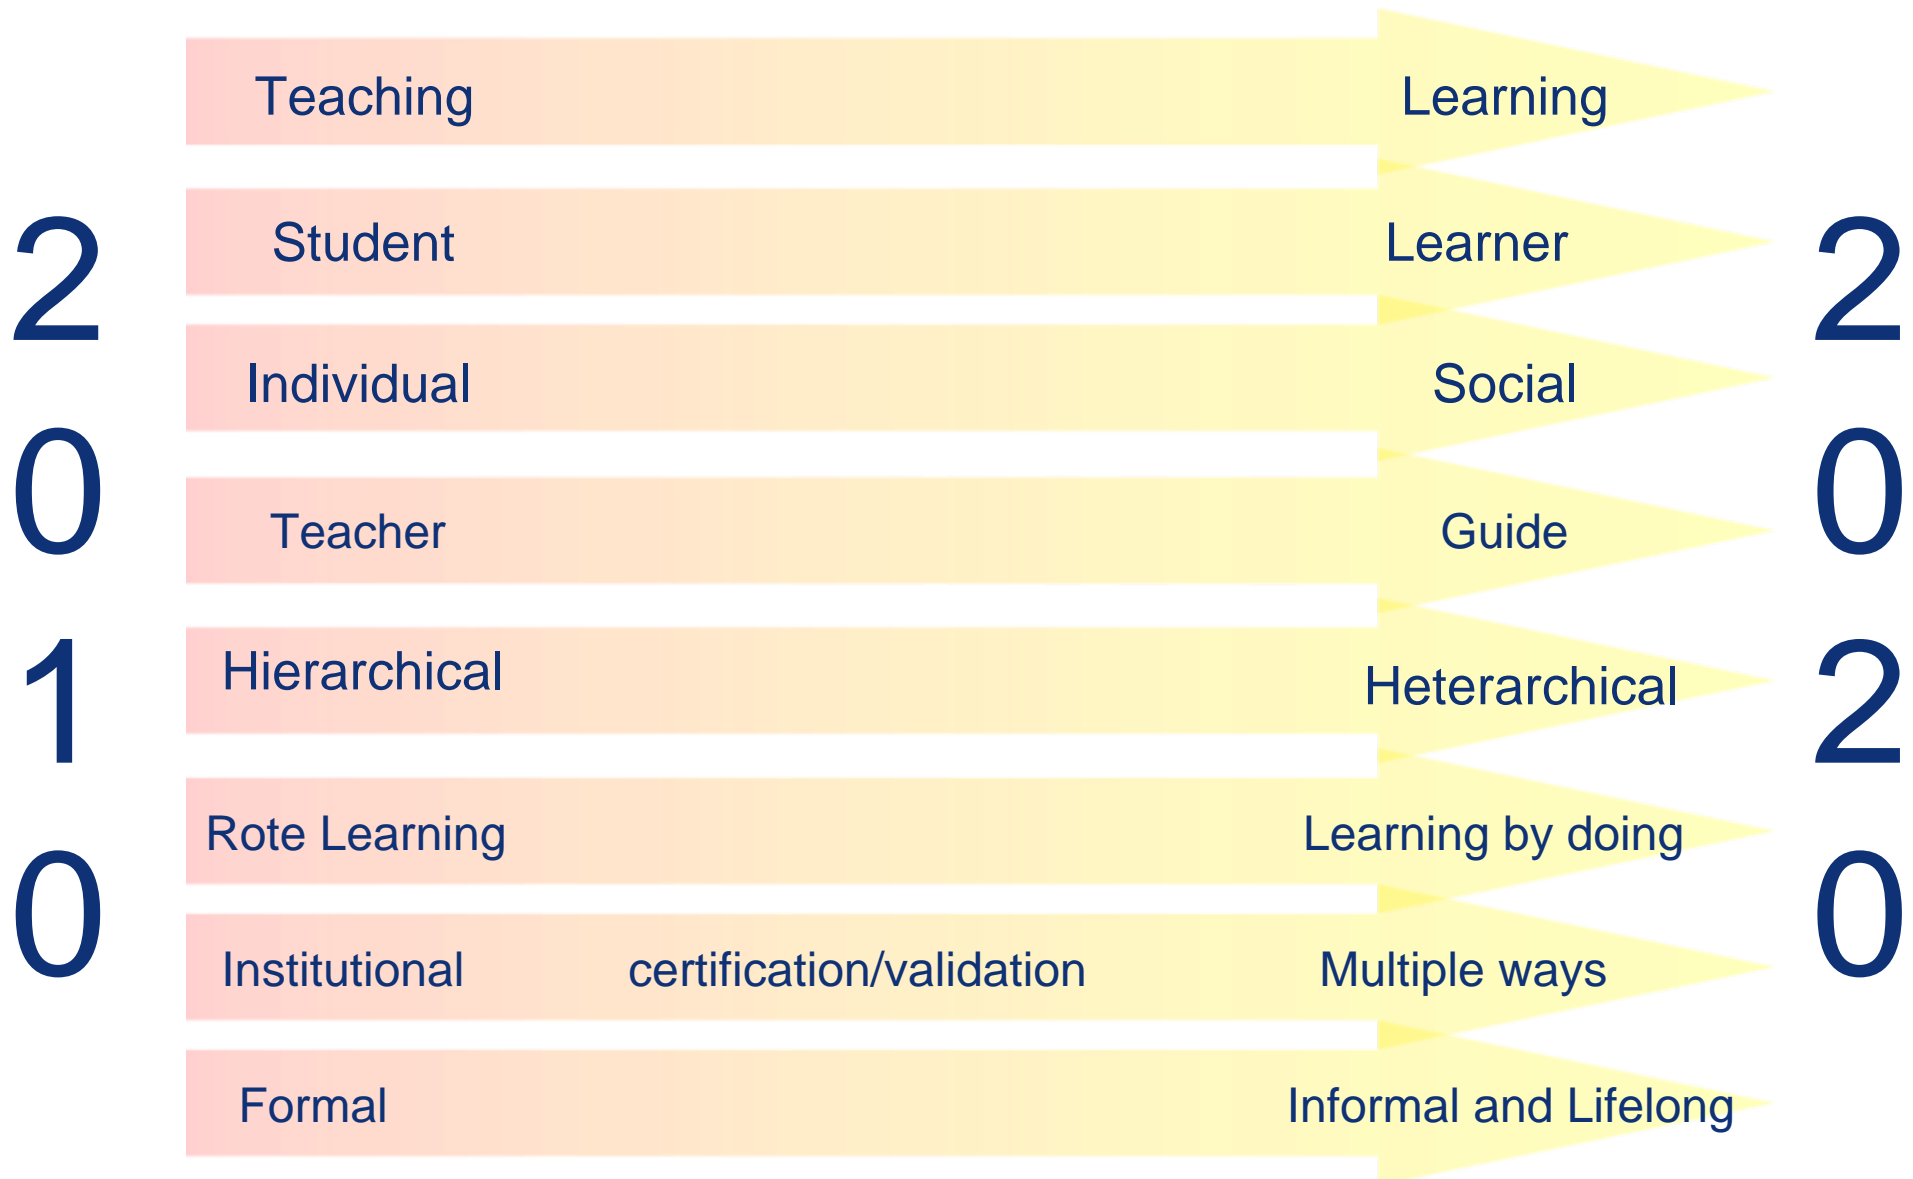 2010
Teaching Learning
Student Learner
Individual Social
Teacher Guide
Hierarchical Heterarchical
Rote Learning Learning by doing
Institutional certification/validation Multiple ways
Formal Informal and Lifelong
2020